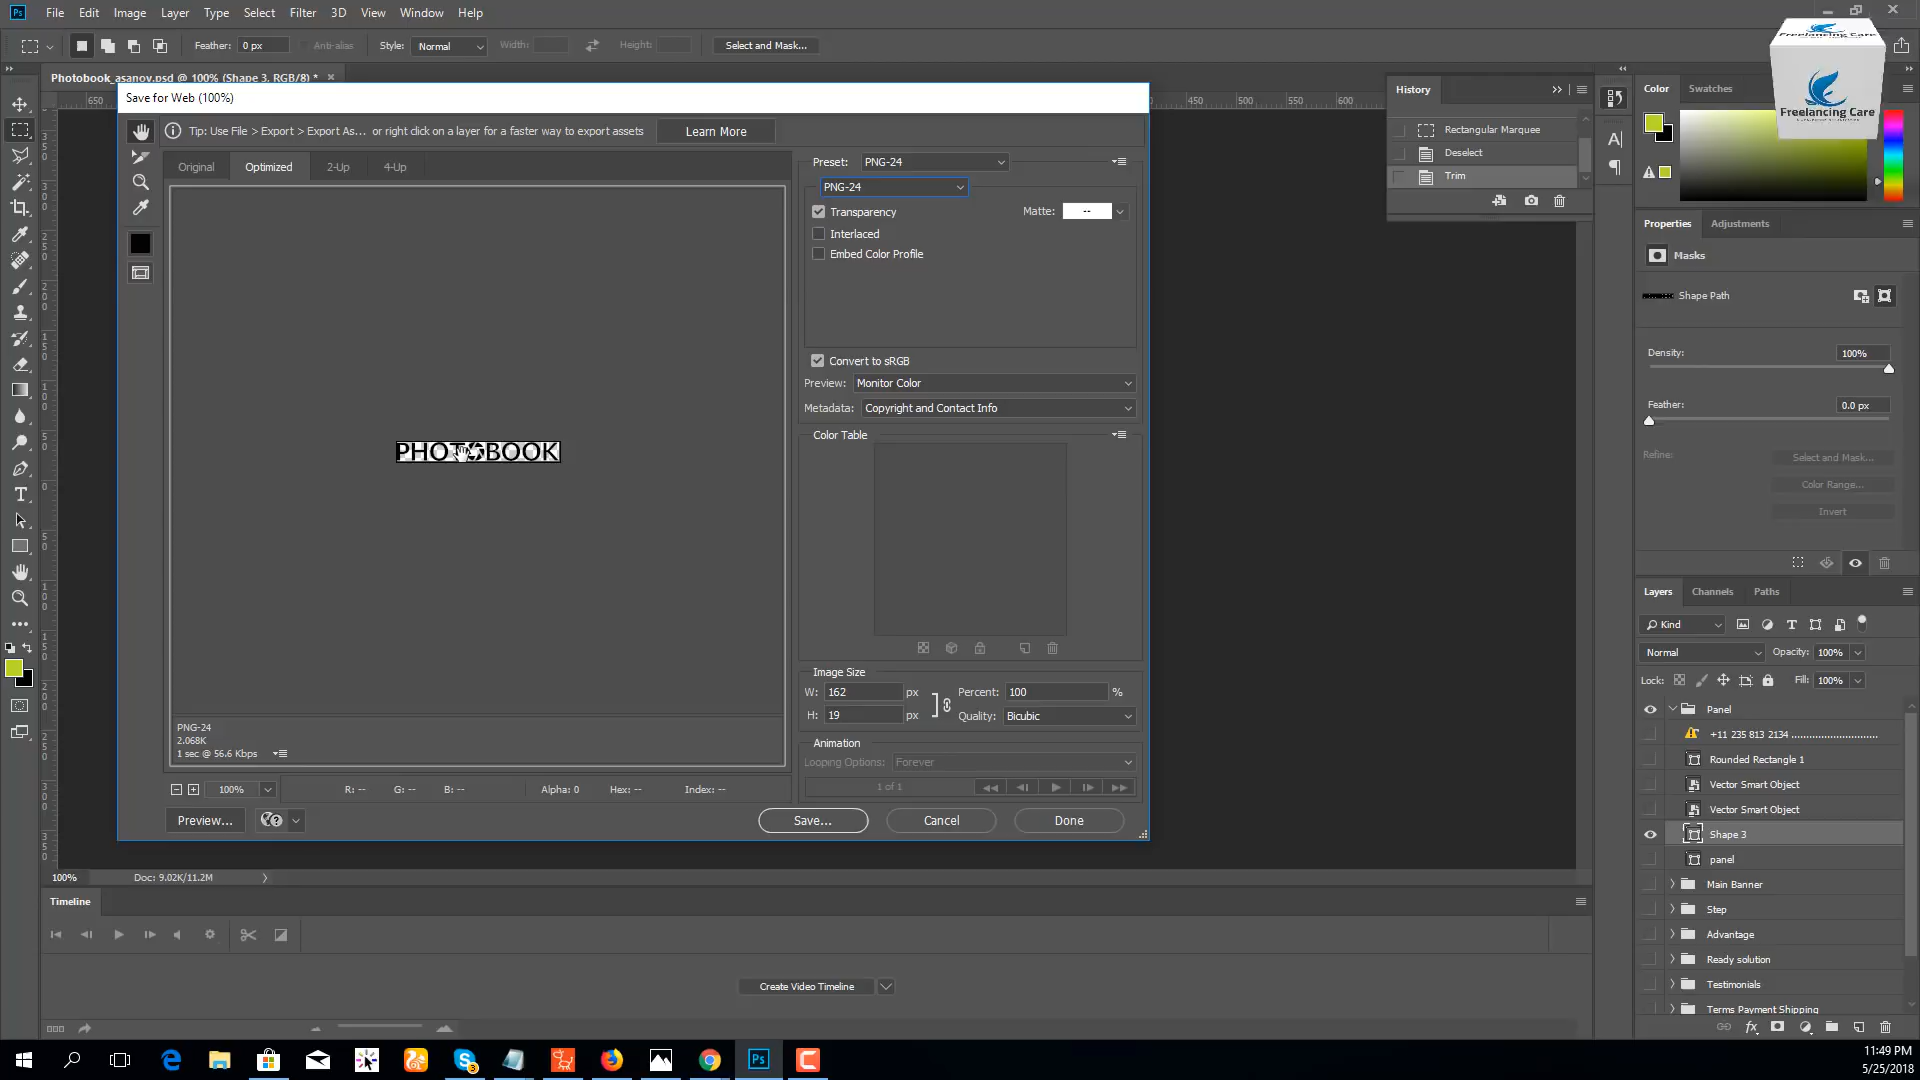 Ps File Edit Image Layer Type Select Filter 3D View Window Help
Feather: 0 px Anti-alias Style: Normal Width: Height: Select and Mask...
Photobook_asanov.psd @ 100% (Shape 3, RGB/8) *
650 450 500 550 600
Save for Web (100%)
Tip: Use File > Export > Export As... or right click on a layer for a faster way to export assets Learn More
Original Optimized 2-Up 4-Up
PHOTOBOOK
PNG-24
2.068K
1 sec @ 56.6 Kbps
100% R: -- G: -- B: -- Alpha: 0 Hex: -- Index: --
Preview...
Preset: PNG-24
PNG-24
Transparency Matte: --
Interlaced
Embed Color Profile
Convert to sRGB
Preview: Monitor Color
Metadata: Copyright and Contact Info
Color Table
Image Size
W: 162 px Percent: 100 %
H: 19 px Quality: Bicubic
Animation
Looping Options: Forever
1 of 1
Save... Cancel Done
100% Doc: 9.02K/11.2M
Timeline
Create Video Timeline
History
Rectangular Marquee
Deselect
Trim
Color Swatches
Freelancing Care
Freelancing Care
Properties Adjustments
Masks
Shape Path
Density: 100%
Feather: 0.0 px
Refine: Select and Mask...
Color Range...
Invert
Layers Channels Paths
Kind
Normal Opacity: 100%
Lock: Fill: 100%
Panel
+11 235 813 2134 ............................
Rounded Rectangle 1
Vector Smart Object
Vector Smart Object
Shape 3
panel
Main Banner
Step
Advantage
Ready solution
Testimonials
Terms Payment Shipping
11:49 PM
5/25/2018